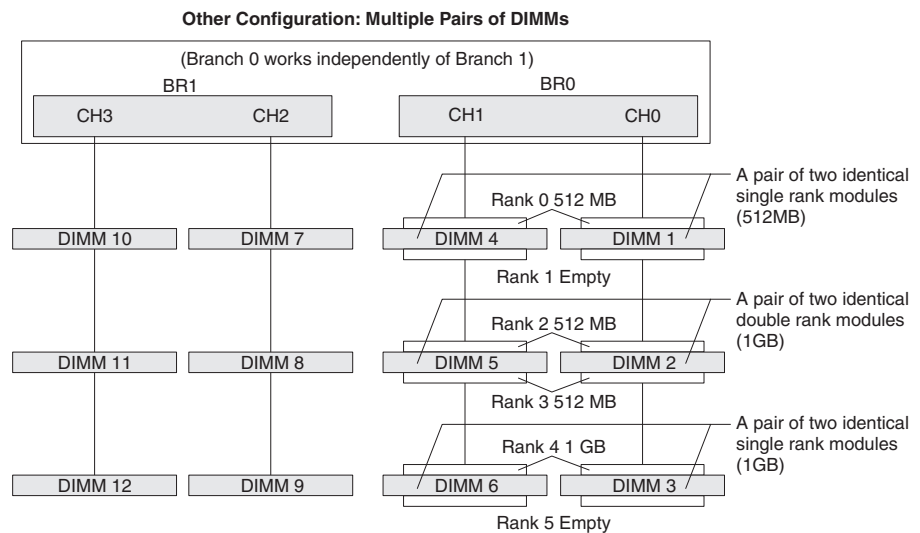 Other Configuration: Multiple Pairs of DIMMs
(Branch 0 works independently of Branch 1)
BR1
BR0
CH3
CH2
CH1
CH0
A pair of two identical
single rank modules
(512MB)
Rank 0 512 MB
DIMM 10
DIMM 7
DIMM 4
DIMM 1
Rank 1 Empty
A pair of two identical
double rank modules
(1GB)
Rank 2 512 MB
DIMM 11
DIMM 8
DIMM 5
DIMM 2
Rank 3 512 MB
A pair of two identical
single rank modules
(1GB)
Rank 4 1 GB
DIMM 12
DIMM 9
DIMM 6
DIMM 3
Rank 5 Empty